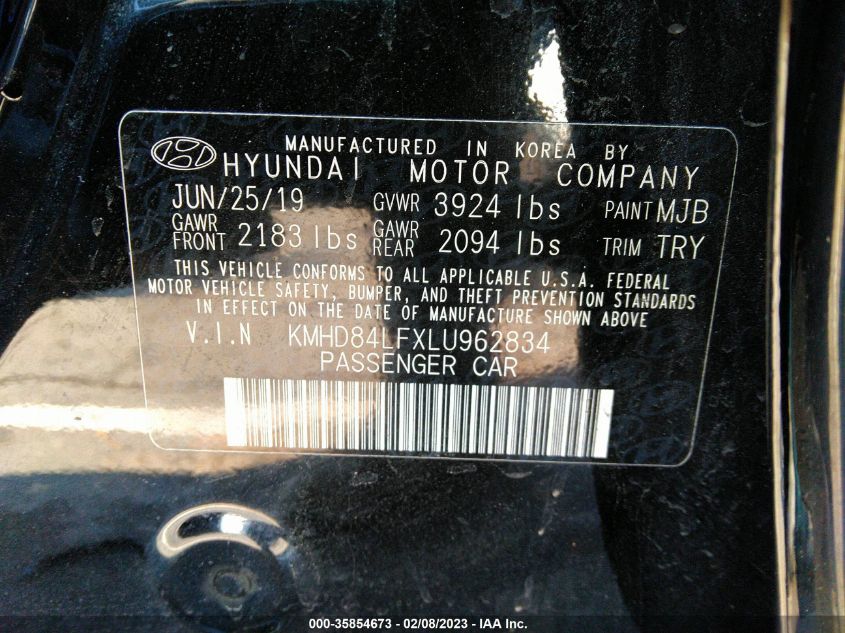 MANUFACTURED IN KOREA BY
HYUNDAI MOTOR COMPANY
JUN/25/19 GVWR 3924 lbs PAINT MJB
GAWR FRONT 2183 lbs GAWR REAR 2094 lbs TRIM TRY
THIS VEHICLE CONFORMS TO ALL APPLICABLE U.S.A. FEDERAL
MOTOR VEHICLE SAFETY, BUMPER, AND THEFT PREVENTION STANDARDS
IN EFFECT ON THE DATE OF MANUFACTURE SHOWN ABOVE
V.I.N KMHD84LFXLU962834
PASSENGER CAR
000-35854673 - 02/08/2023 - IAA Inc.